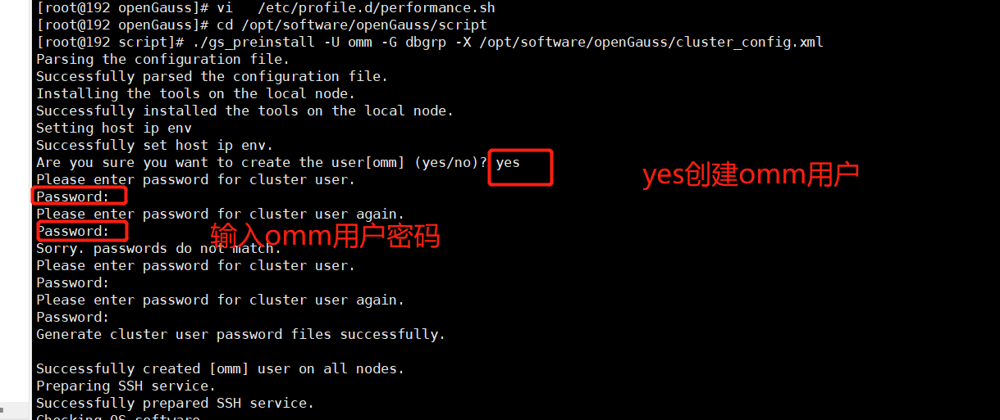 [root@192 openGauss]# vi   /etc/profile.d/performance.sh
[root@192 openGauss]# cd /opt/software/openGauss/script
[root@192 script]# ./gs_preinstall -U omm -G dbgrp -X /opt/software/openGauss/cluster_config.xml
Parsing the configuration file.
Successfully parsed the configuration file.
Installing the tools on the local node.
Successfully installed the tools on the local node.
Setting host ip env
Successfully set host ip env.
Are you sure you want to create the user[omm] (yes/no)? yes
yes创建omm用户
Please enter password for cluster user.
Password:
Please enter password for cluster user again.
Password:
输入omm用户密码
Sorry. passwords do not match.
Please enter password for cluster user.
Password:
Please enter password for cluster user again.
Password:
Generate cluster user password files successfully.
Successfully created [omm] user on all nodes.
Preparing SSH service.
Successfully prepared SSH service.
Checking OS software